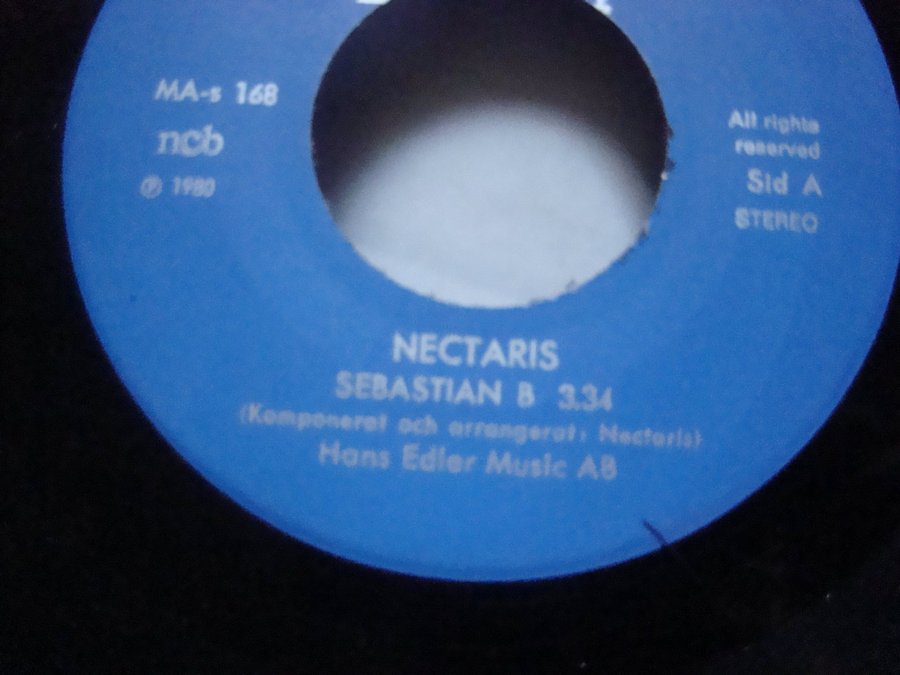 MA-s 168
ncb
℗ 1980
All rights
reserved
Sid A
STEREO
NECTARIS
SEBASTIAN B 3.34
(Komponerat och arrangerat: Nectaris)
Hans Edler Music AB